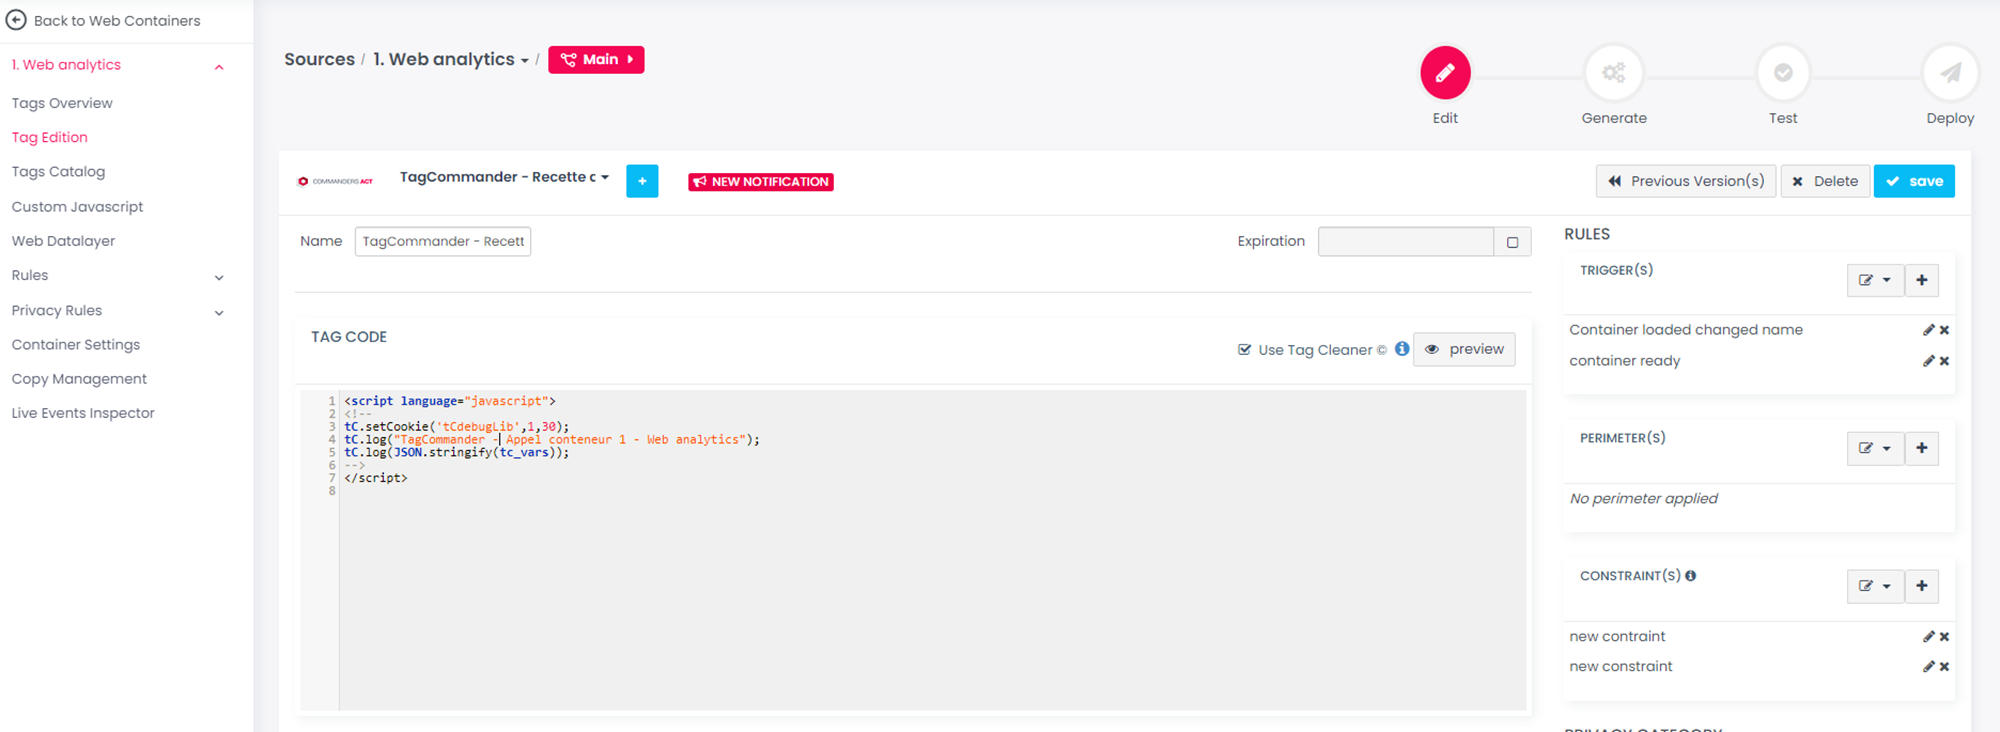 Back to Web Containers
1. Web analytics
Tags Overview
Tag Edition
Tags Catalog
Custom Javascript
Web Datalayer
Rules
Privacy Rules
Container Settings
Copy Management
Live Events Inspector
Sources / 1. Web analytics / Main
Edit
Generate
Test
Deploy
COMMANDERS ACT
TagCommander - Recette c
+
NEW NOTIFICATION
Previous Version(s)
Delete
save
Name
TagCommander - Recett
Expiration
TAG CODE
Use Tag Cleaner ©
preview
1 <script language="javascript">
2 <!--
3 tC.setCookie('tCdebugLib',1,30);
4 tC.log("TagCommander - Appel conteneur 1 - Web analytics");
5 tC.log(JSON.stringify(tc_vars));
6 -->
7 </script>
8
RULES
TRIGGER(S)
Container loaded changed name
container ready
PERIMETER(S)
No perimeter applied
CONSTRAINT(S)
new contraint
new constraint
PRIVACY CATEGORY